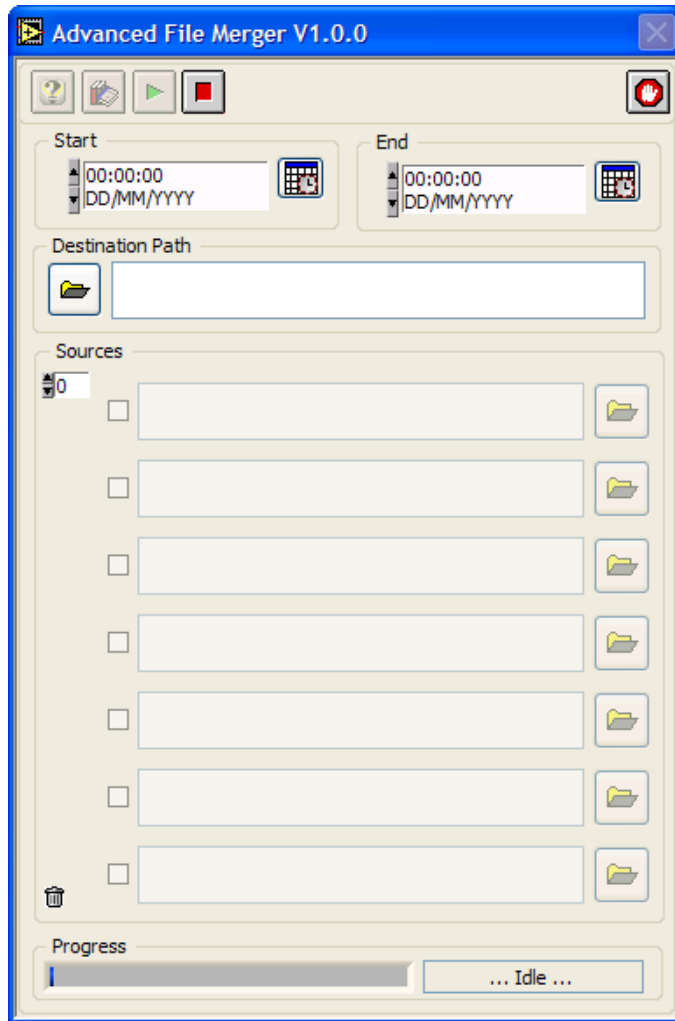 Advanced File Merger V1.0.0
Start
00:00:00
DD/MM/YYYY
End
00:00:00
DD/MM/YYYY
Destination Path
Sources
0
Progress
... Idle ...